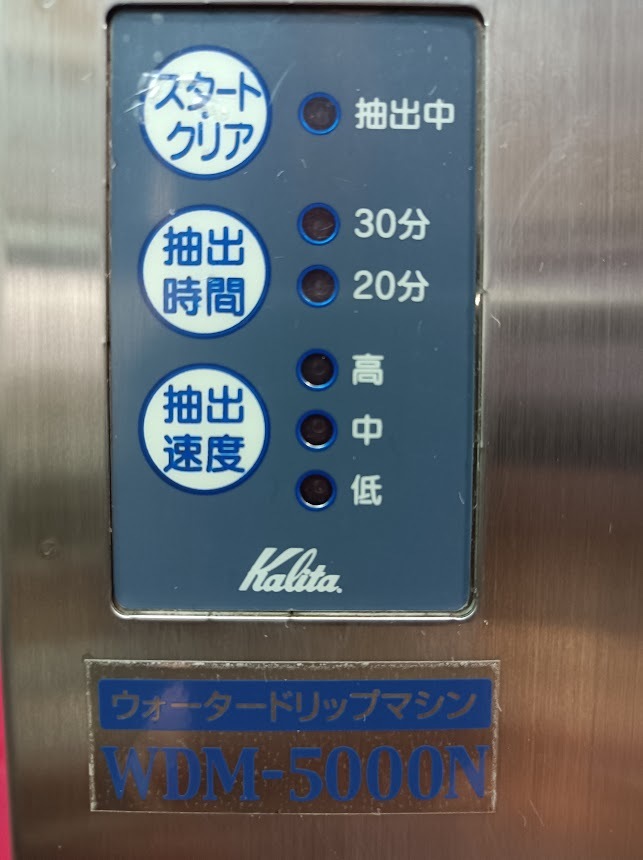 スタート
・
クリア
抽出中
抽出
時間
30分
20分
抽出
速度
高
中
低
Kalita.
ウォータードリップマシン
WDM-5000N